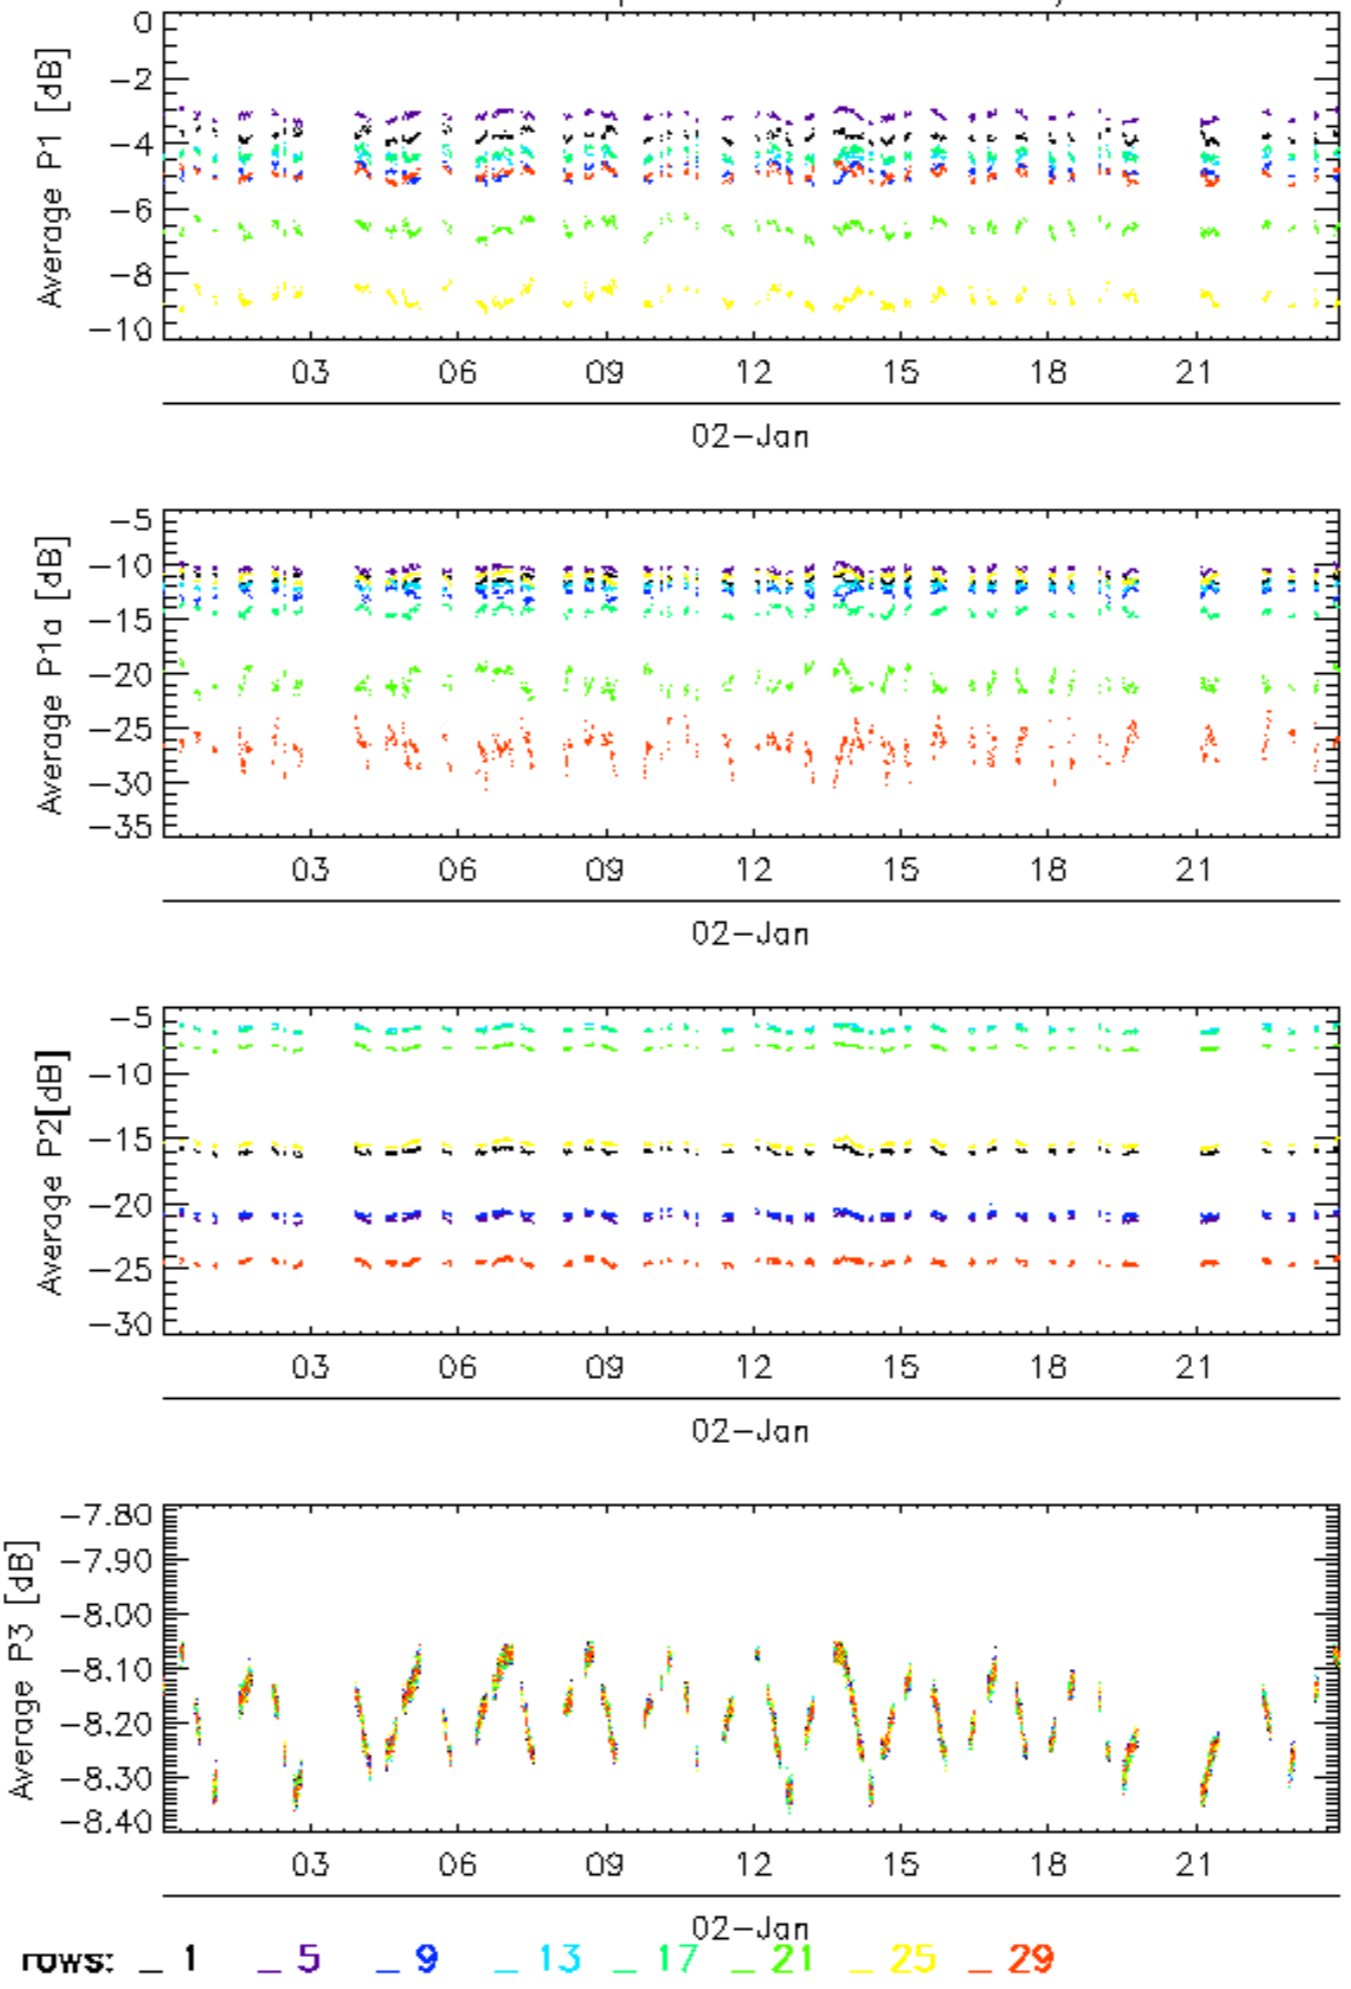 0
−2
−4
−6
−8
−10
Average P1 [dB]
03 06 09 12 15 18 21
02−Jan
−5
−10
−15
−20
−25
−30
−35
Average P1a [dB]
03 06 09 12 15 18 21
02−Jan
−5
−10
−15
−20
−25
−30
Average P2[dB]
03 06 09 12 15 18 21
02−Jan
−7.80
−7.90
−8.00
−8.10
−8.20
−8.30
−8.40
Average P3 [dB]
03 06 09 12 15 18 21
02−Jan
rows: _ 1 _ 5 _ 9 _ 13 _ 17 _ 21 _ 25 _ 29